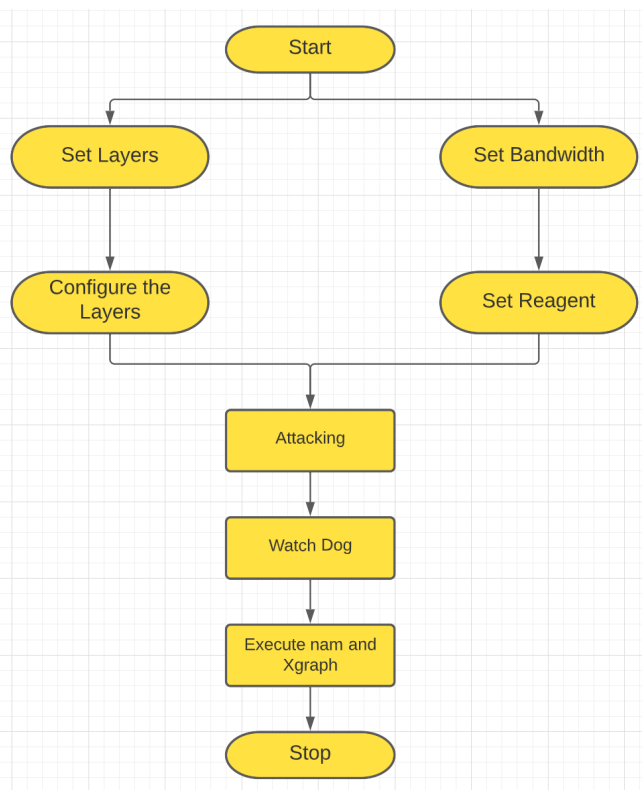 Start
Set Layers
Set Bandwidth
Configure the
Layers
Set Reagent
Attacking
Watch Dog
Execute nam and
Xgraph
Stop